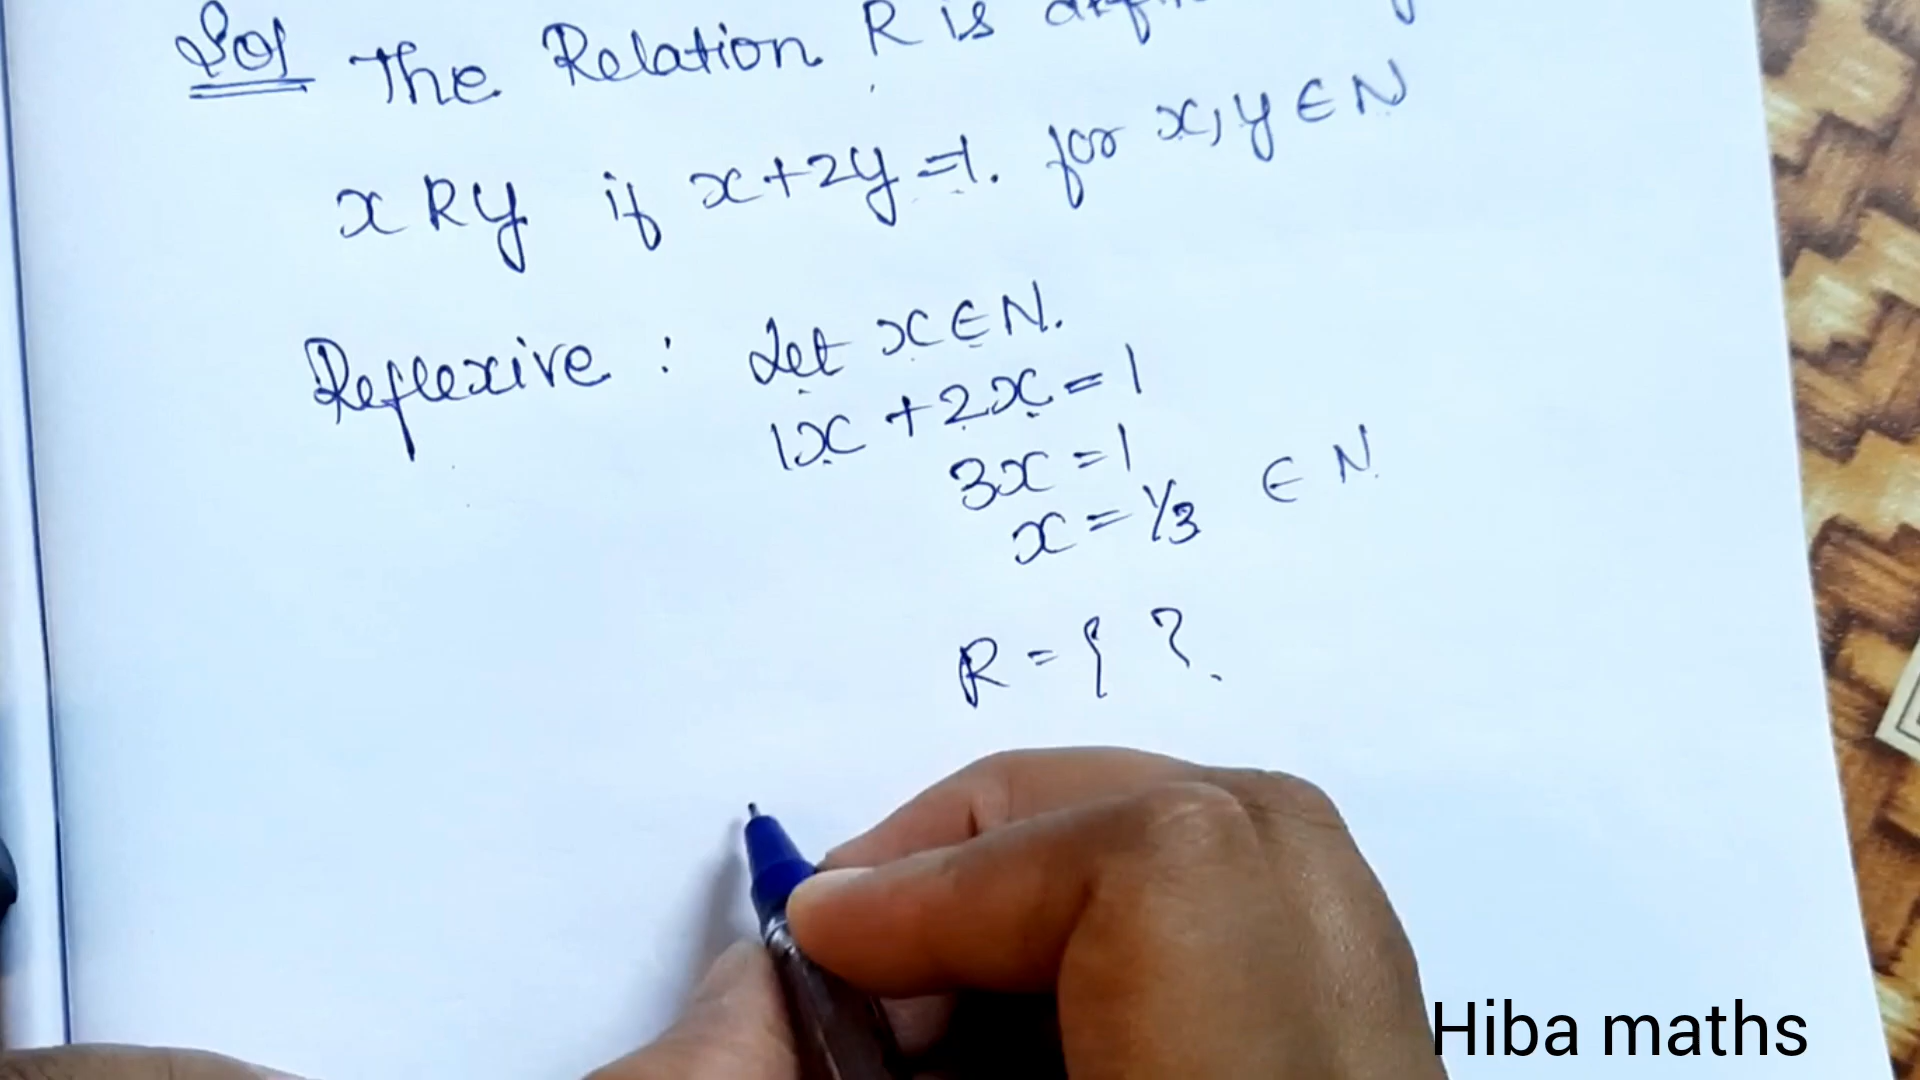 Sol The Relation R is
x R y if x + 2y = 1. for x, y ∈ N
Reflexive : Let x ∈ N.
1x + 2x = 1
3x = 1
x = 1/3 ∈ N
R = { }.
Hiba maths